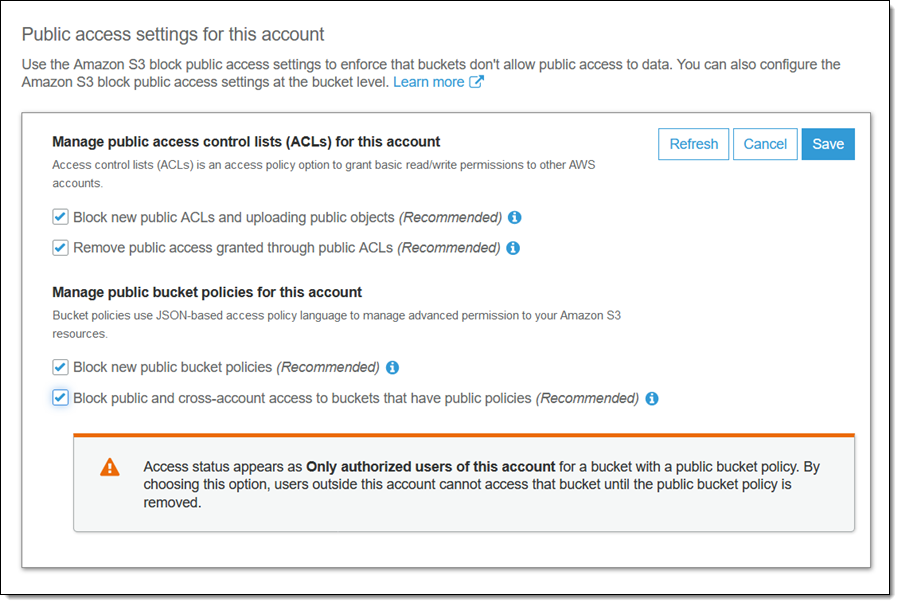 Public access settings for this account
Use the Amazon S3 block public access settings to enforce that buckets don't allow public access to data. You can also configure the
Amazon S3 block public access settings at the bucket level. Learn more
Manage public access control lists (ACLs) for this account
Refresh Cancel Save
Access control lists (ACLs) is an access policy option to grant basic read/write permissions to other AWS
accounts.
Block new public ACLs and uploading public objects (Recommended)
Remove public access granted through public ACLs (Recommended)
Manage public bucket policies for this account
Bucket policies use JSON-based access policy language to manage advanced permission to your Amazon S3
resources.
Block new public bucket policies (Recommended)
Block public and cross-account access to buckets that have public policies (Recommended)
Access status appears as Only authorized users of this account for a bucket with a public bucket policy. By
choosing this option, users outside this account cannot access that bucket until the public bucket policy is
removed.